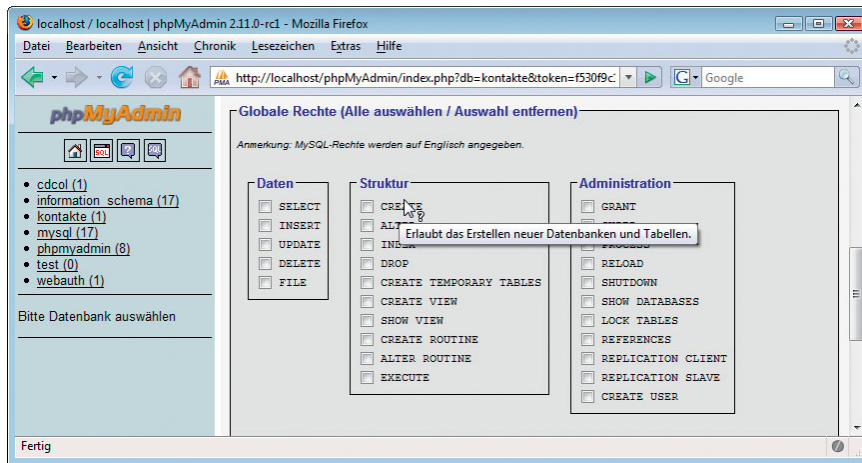 localhost / localhost | phpMyAdmin 2.11.0-rc1 - Mozilla Firefox
Datei Bearbeiten Ansicht Chronik Lesezeichen Extras Hilfe
PMA http://localhost/phpMyAdmin/index.php?db=kontakte&token=f530f9c G Google
phpMyAdmin
SQL
cdcol (1)
information_schema (17)
kontakte (1)
mysql (17)
phpmyadmin (8)
test (0)
webauth (1)
Bitte Datenbank auswählen
Globale Rechte (Alle auswählen / Auswahl entfernen)
Anmerkung: MySQL-Rechte werden auf Englisch angegeben.
Daten
SELECT
INSERT
UPDATE
DELETE
FILE
Struktur
CREATE
Erlaubt das Erstellen neuer Datenbanken und Tabellen.
DROP
CREATE TEMPORARY TABLES
CREATE VIEW
SHOW VIEW
CREATE ROUTINE
ALTER ROUTINE
EXECUTE
Administration
GRANT
PROCESS
RELOAD
SHUTDOWN
SHOW DATABASES
LOCK TABLES
REFERENCES
REPLICATION CLIENT
REPLICATION SLAVE
CREATE USER
Fertig